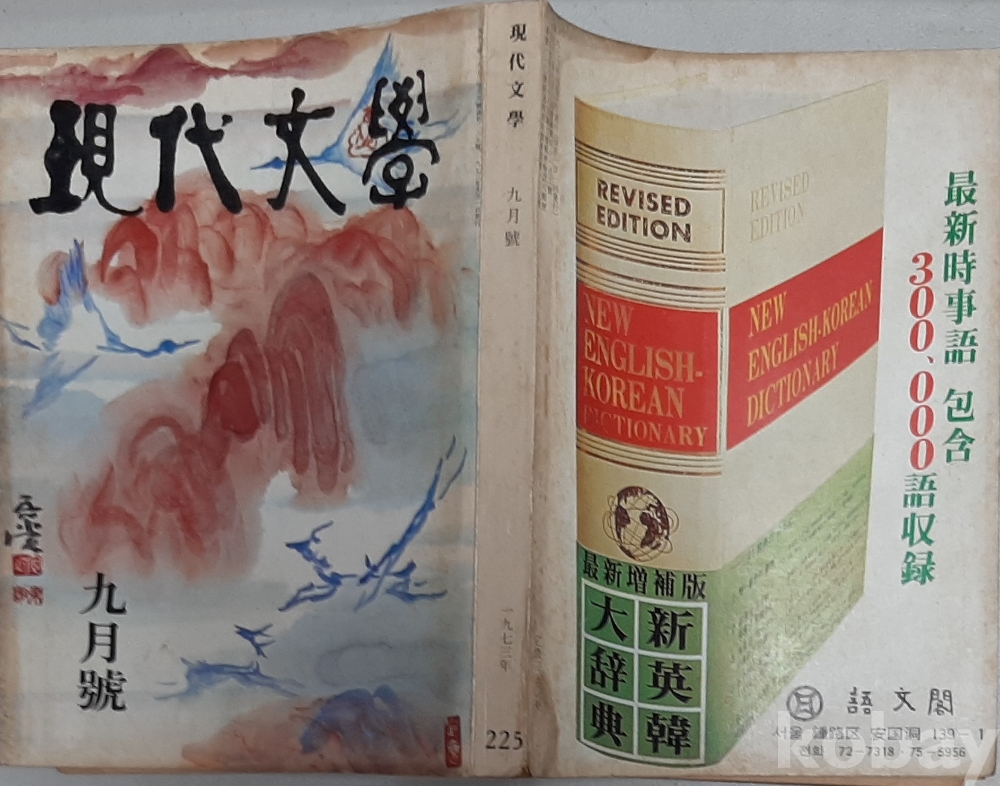 現代文學
九月號
現代文學
九月號
一九七三年
225
REVISED
EDITION
NEW
ENGLISH-
KOREAN
DICTIONARY
最新增補版
新英韓
大辞典
REVISED
EDITION
NEW
ENGLISH-KOREAN
DICTIONARY
最新時事語 包含
300、000語収録
語文閣
서울 鍾路区 安国洞 139-1
전화 72-7318·75-5956
kobay